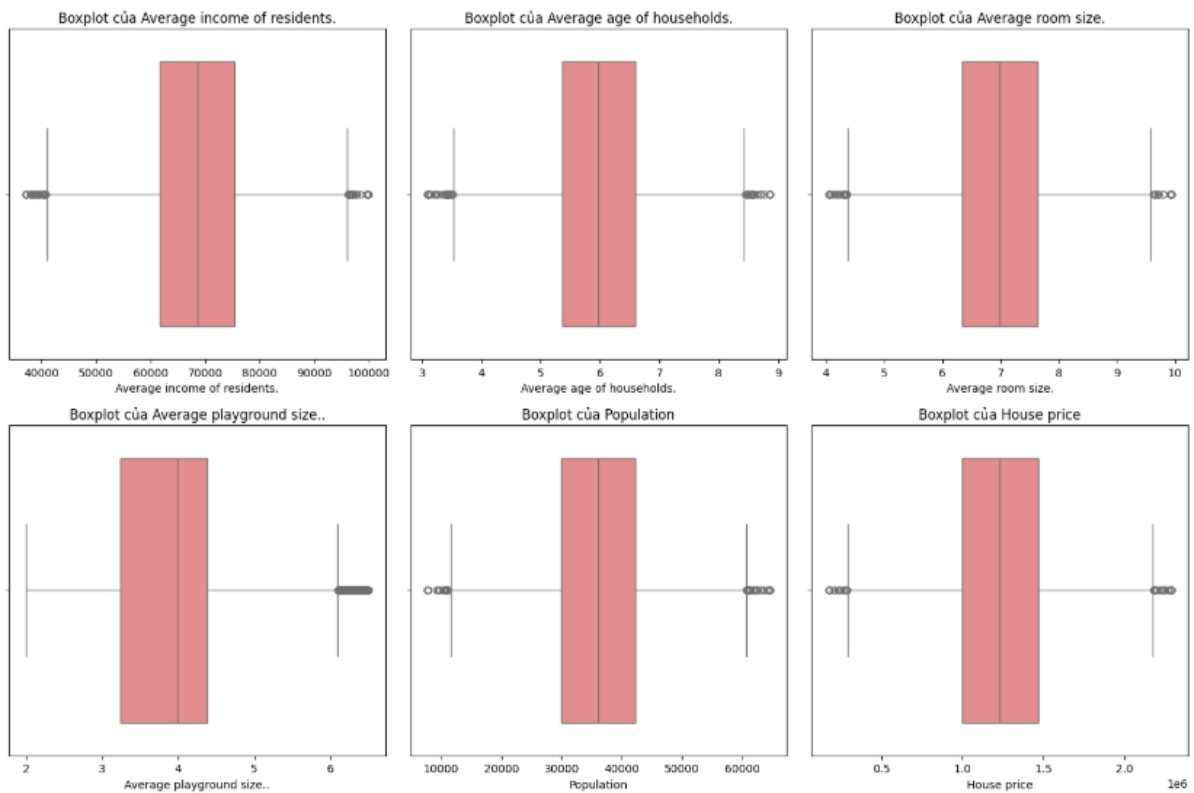 Boxplot của Average income of residents.
Boxplot của Average age of households.
Boxplot của Average room size.
40000 50000 60000 70000 80000 90000 100000
3 4 5 6 7 8 9
4 5 6 7 8 9 10
Average income of residents.
Average age of households.
Average room size.
Boxplot của Average playground size..
Boxplot của Population
Boxplot của House price
2 3 4 5 6
10000 20000 30000 40000 50000 60000
0.5 1.0 1.5 2.0
1e6
Average playground size..
Population
House price